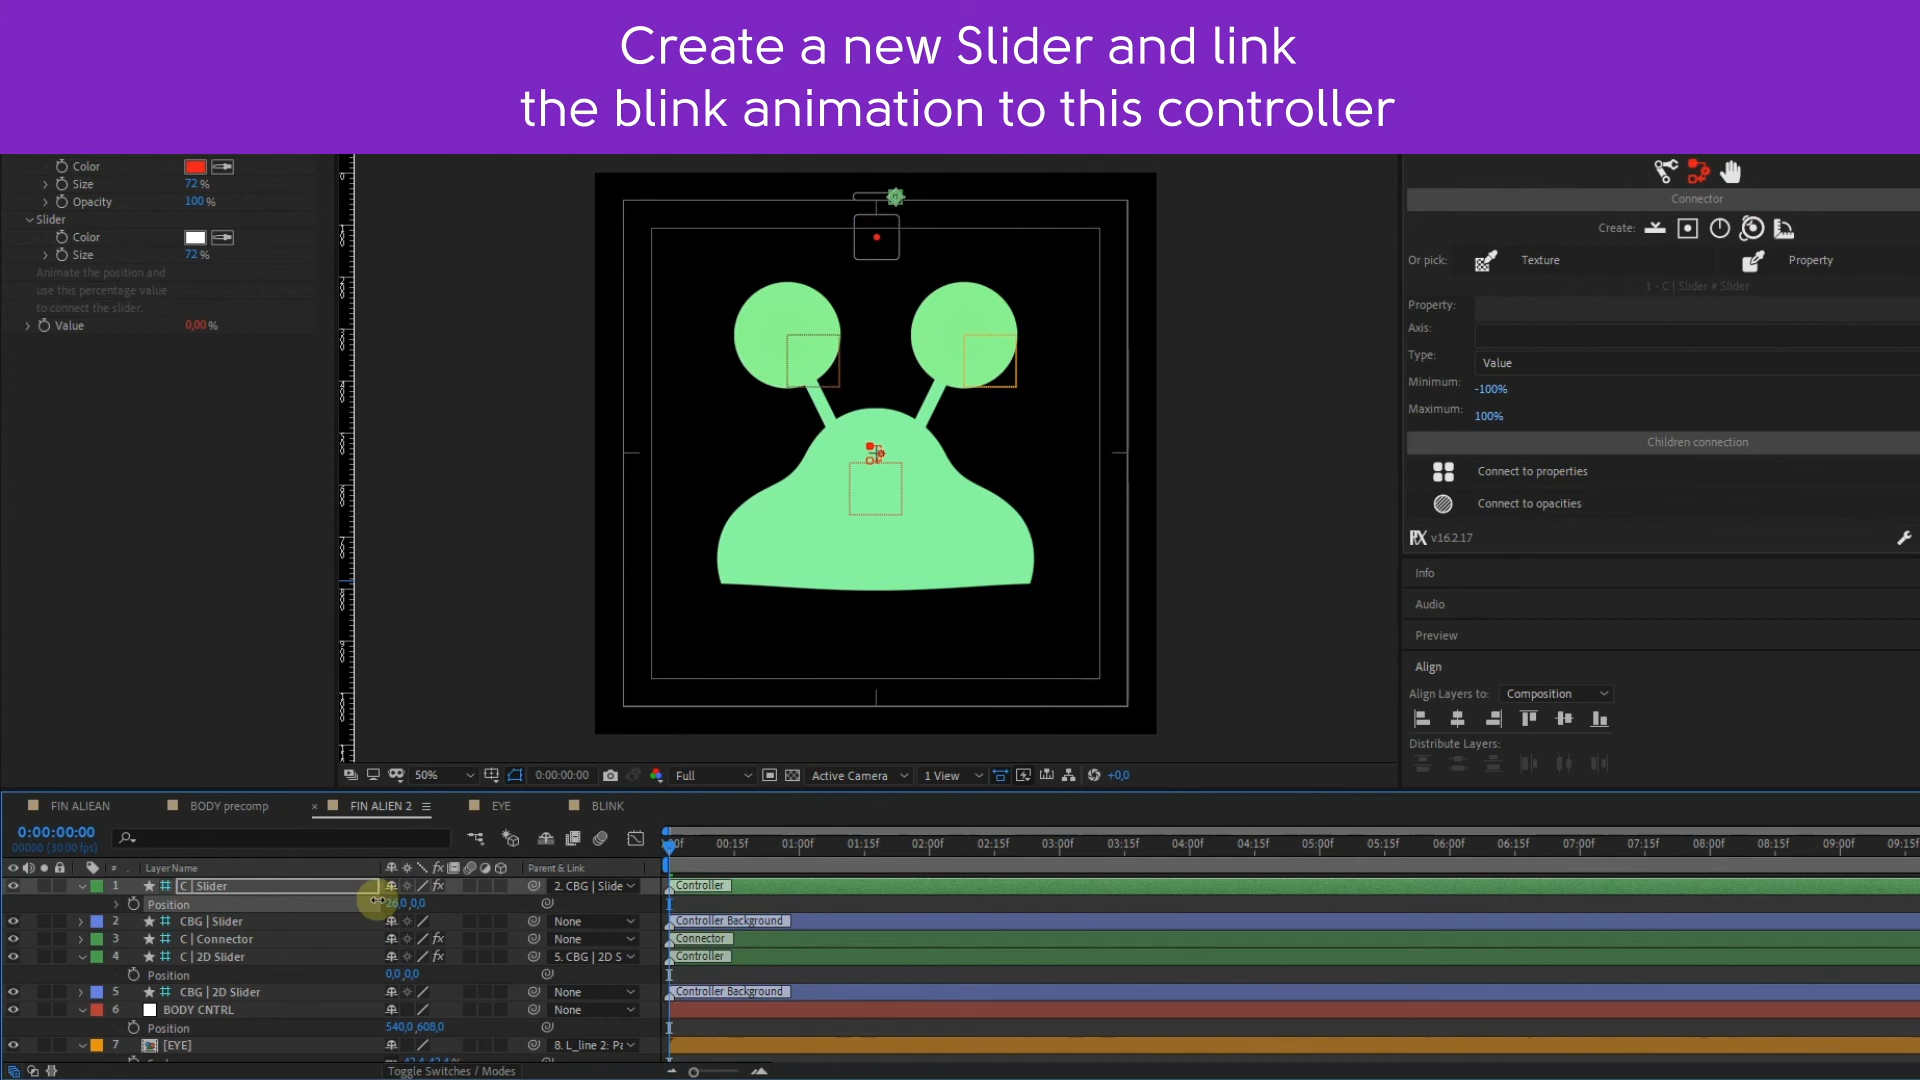 Create a new Slider and link
the blink animation to this controller
Color
Size 72 %
Opacity 100 %
Slider
Color
Size 72 %
Animate the position and
use this percentage value
to connect the slider.
Value 0,00 %
Connector
Create:
Or pick: Texture Property
1 - C | Slider # Slider
Property:
Axis:
Type: Value
Minimum: -100%
Maximum: 100%
Children connection
Connect to properties
Connect to opacities
v16.2.17
Info
Audio
Preview
Align
Align Layers to: Composition
Distribute Layers:
50% 0:00:00:00 Full Active Camera 1 View +0,0
FIN ALIEAN BODY precomp × FIN ALIEN 2 EYE BLINK
0:00:00:00
00000 (30.00 fps)
00:15f 01:00f 01:15f 02:00f 02:15f 03:00f 03:15f 04:00f 04:15f 05:00f 05:15f 06:00f 06:15f 07:00f 07:15f 08:00f 08:15f 09:00f 09:15f
# Layer Name Parent & Link
1 C | Slider 2. CBG | Slide Controller
Position 26,0 ,0,0
2 CBG | Slider None Controller Background
3 C | Connector None Connector
4 C | 2D Slider 5. CBG | 2D S Controller
Position 0,0 ,0,0
5 CBG | 2D Slider None Controller Background
6 BODY CNTRL None
Position 540,0 ,608,0
7 [EYE] 8. L_line 2: Pa
Toggle Switches / Modes